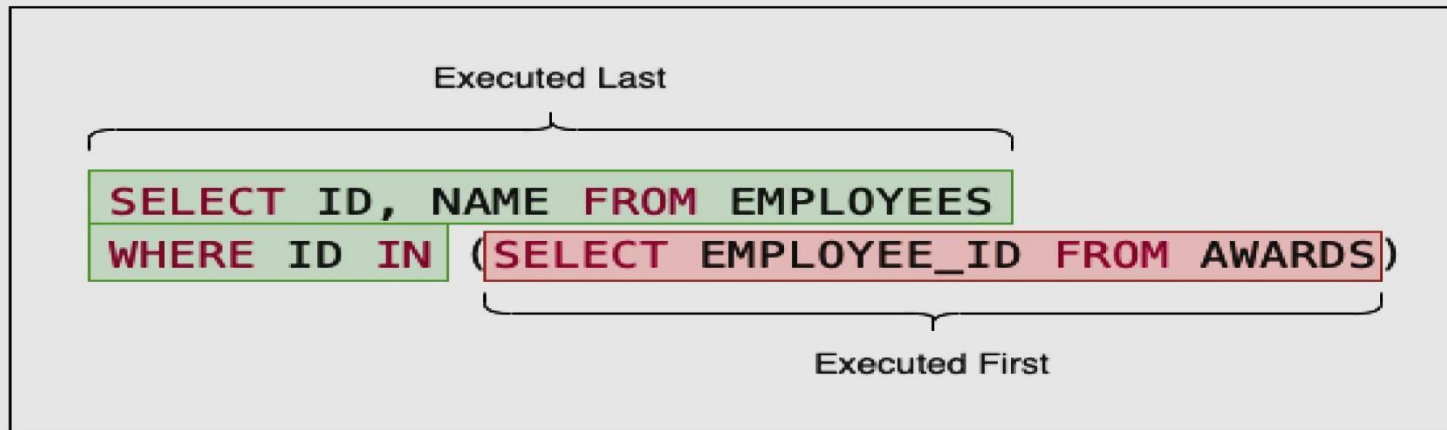 Executed Last
SELECT ID, NAME FROM EMPLOYEES
WHERE ID IN (SELECT EMPLOYEE_ID FROM AWARDS)
Executed First